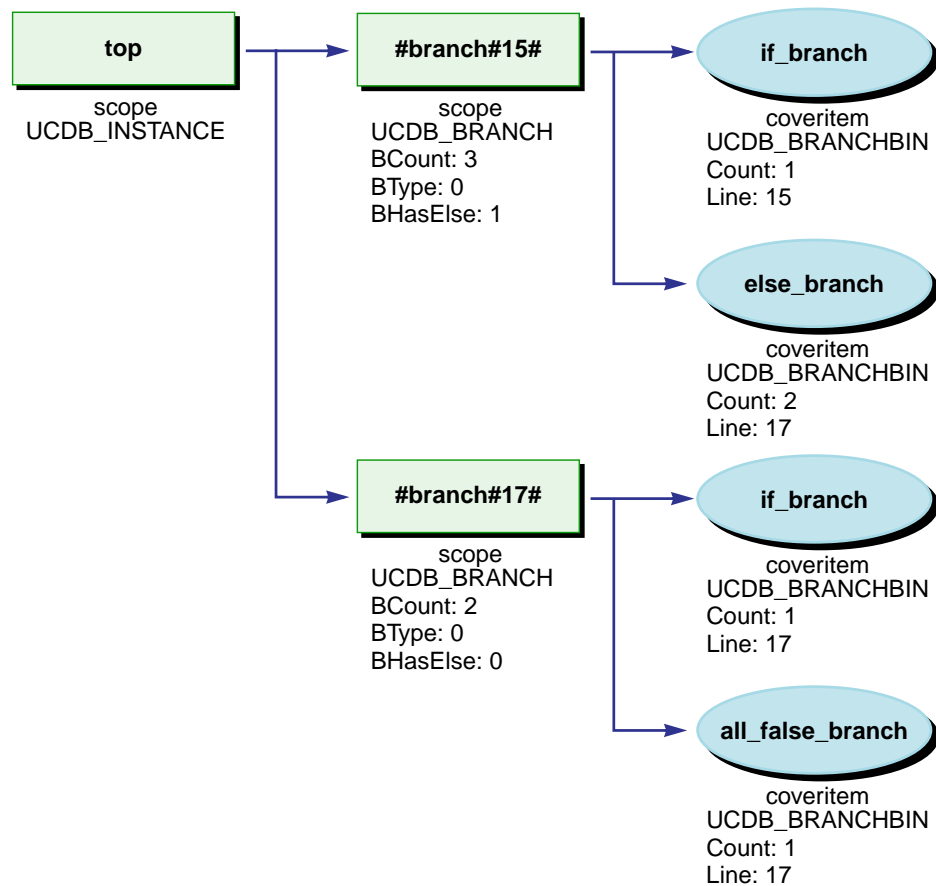 top
scope
UCDB_INSTANCE
#branch#15#
scope
UCDB_BRANCH
BCount: 3
BType: 0
BHasElse: 1
if_branch
coveritem
UCDB_BRANCHBIN
Count: 1
Line: 15
else_branch
coveritem
UCDB_BRANCHBIN
Count: 2
Line: 17
#branch#17#
scope
UCDB_BRANCH
BCount: 2
BType: 0
BHasElse: 0
if_branch
coveritem
UCDB_BRANCHBIN
Count: 1
Line: 17
all_false_branch
coveritem
UCDB_BRANCHBIN
Count: 1
Line: 17